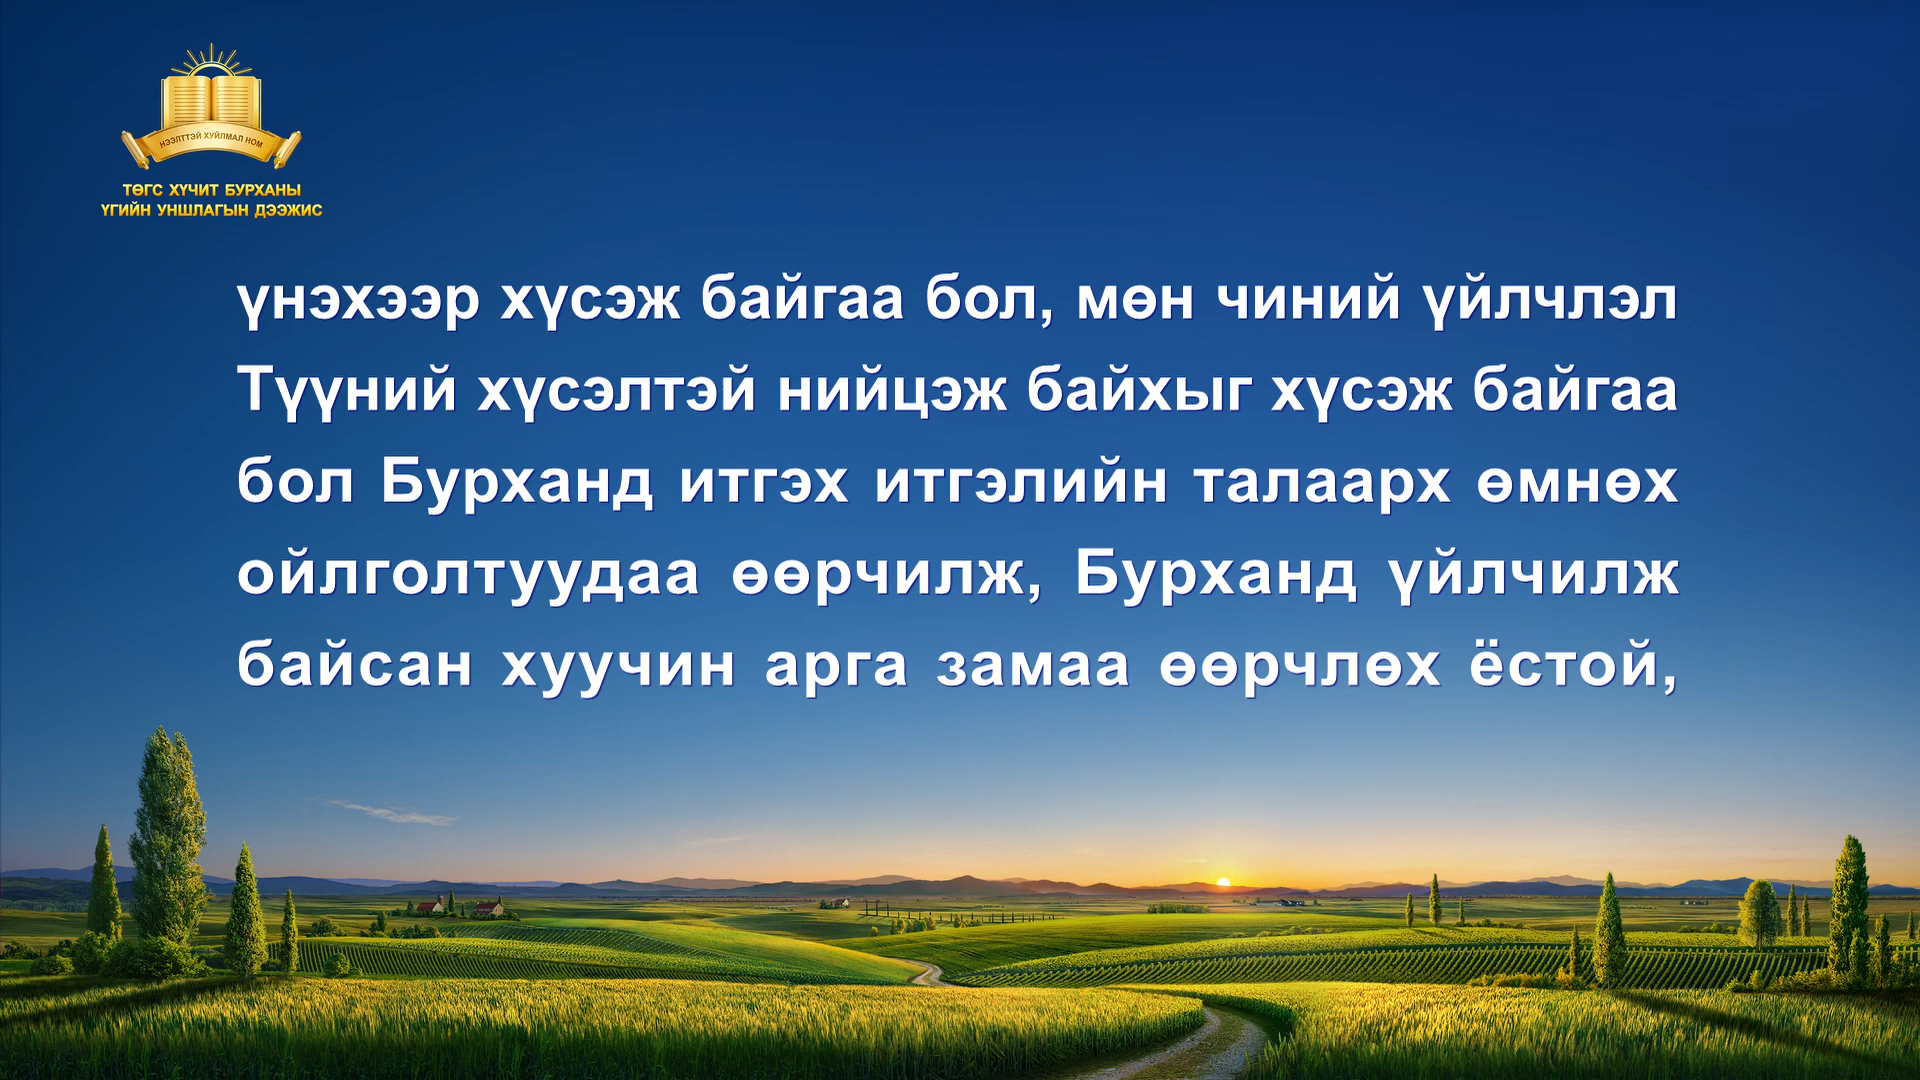 НЭЭЛТТЭЙ ХУЙЛМАЛ НОМ
ТӨГС ХҮЧИТ БУРХАНЫ
ҮГИЙН УНШЛАГЫН ДЭЭЖИС
үнэхээр хүсэж байгаа бол, мөн чиний үйлчлэл
Түүний хүсэлтэй нийцэж байхыг хүсэж байгаа
бол Бурханд итгэх итгэлийн талаарх өмнөх
ойлголтуудаа өөрчилж, Бурханд үйлчилж
байсан хуучин арга замаа өөрчлөх ёстой,